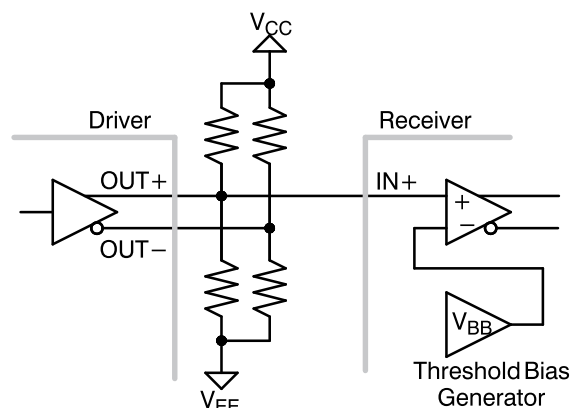 VCC
Driver
Receiver
OUT+
IN+
OUT−
+
−
VBB
Threshold Bias
Generator
VEE